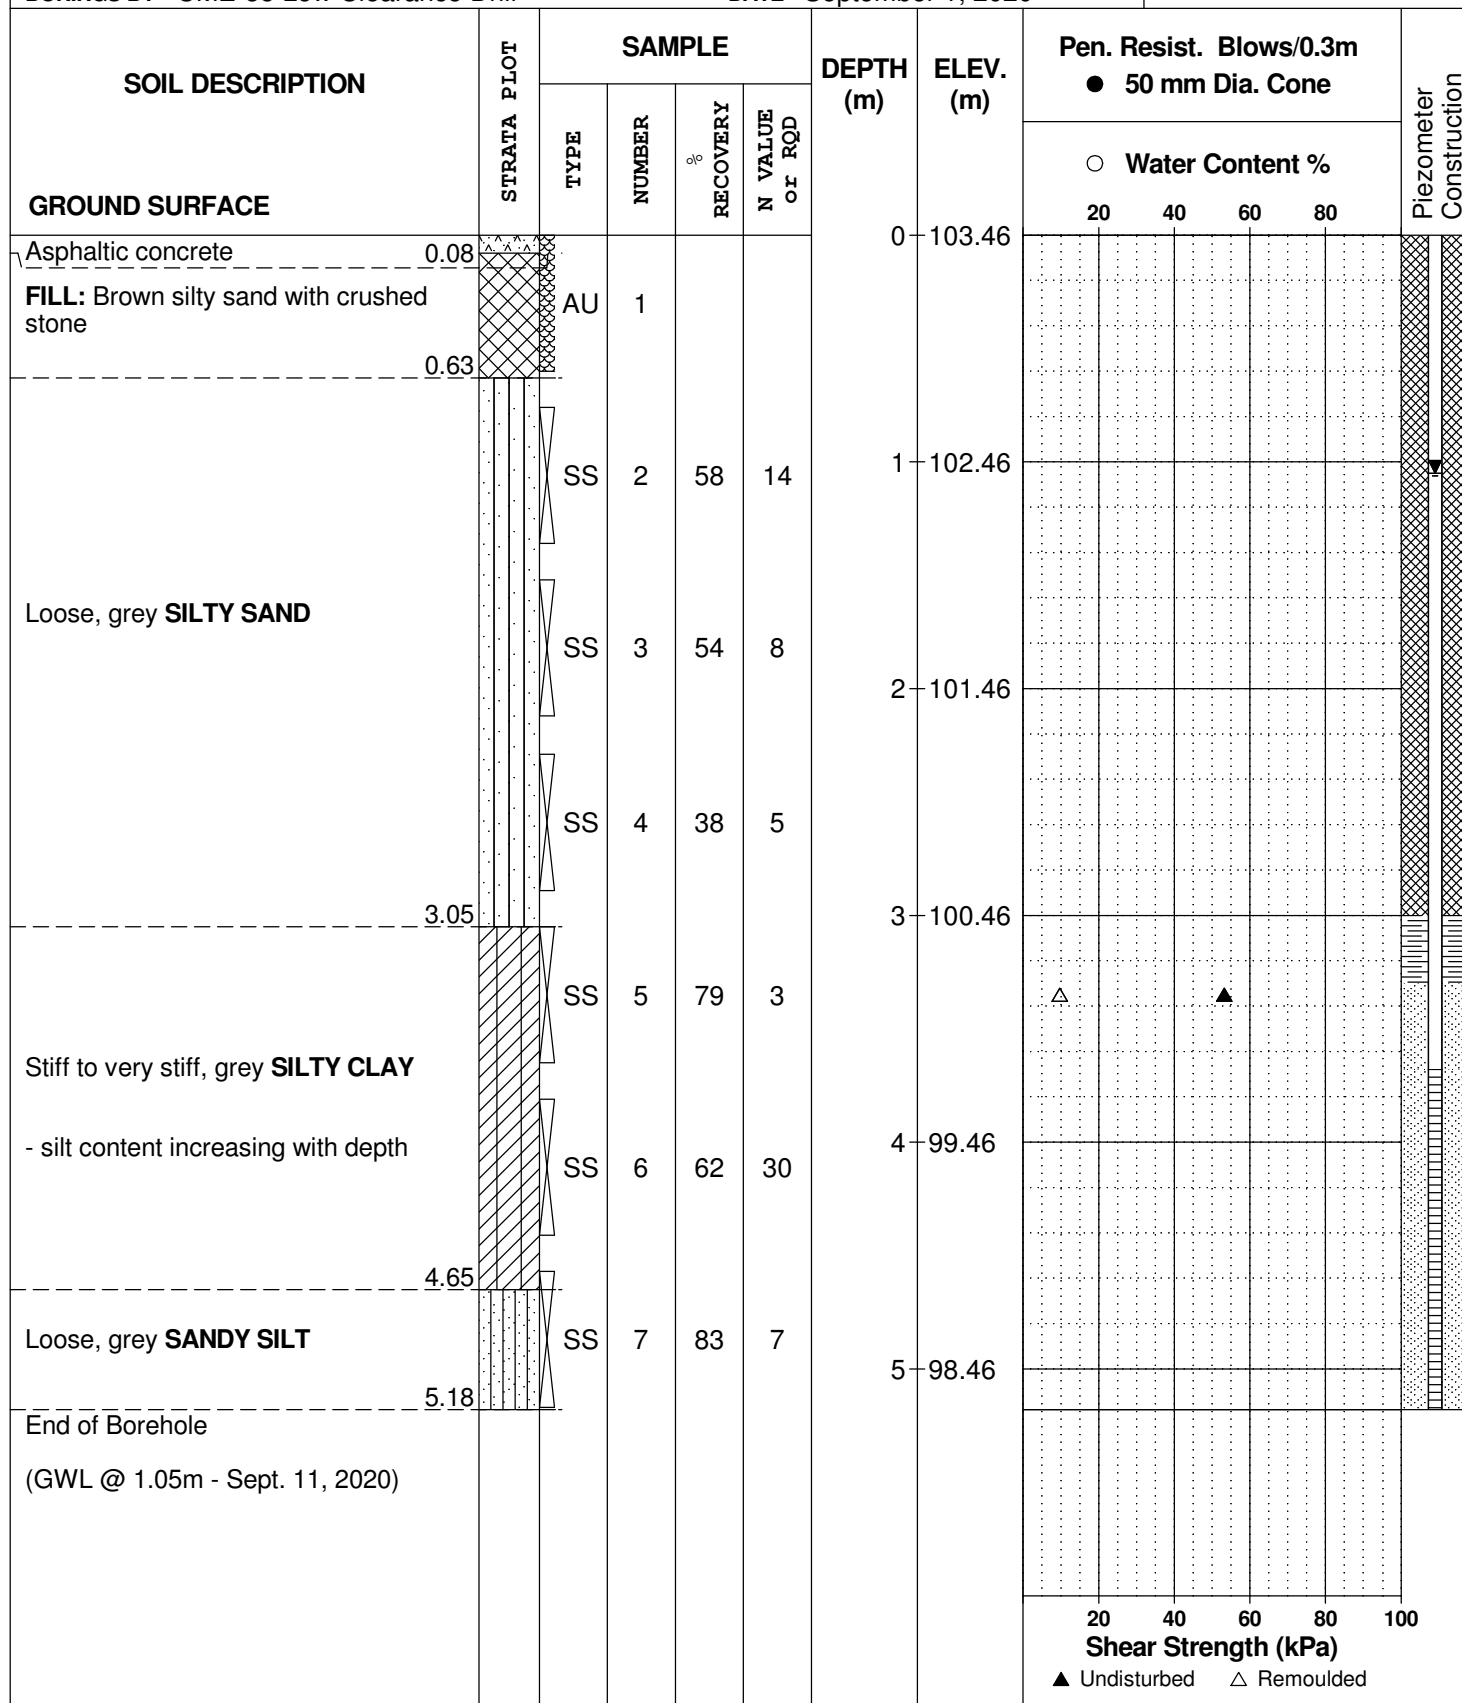 SOIL DESCRIPTION
GROUND SURFACE
STRATA PLOT
SAMPLE
TYPE
NUMBER
% RECOVERY
N VALUE
or RQD
DEPTH
(m)
ELEV.
(m)
Pen. Resist. Blows/0.3m
● 50 mm Dia. Cone
○ Water Content %
20 40 60 80
Piezometer
Construction
Asphaltic concrete 0.08
FILL: Brown silty sand with crushed
stone
0.63
AU 1
0 103.46
SS 2 58 14
1 102.46
Loose, grey SILTY SAND
SS 3 54 8
2 101.46
SS 4 38 5
3.05
3 100.46
SS 5 79 3
Stiff to very stiff, grey SILTY CLAY
- silt content increasing with depth
4 99.46
SS 6 62 30
4.65
Loose, grey SANDY SILT
SS 7 83 7
5 98.46
5.18
End of Borehole
(GWL @ 1.05m - Sept. 11, 2020)
20 40 60 80 100
Shear Strength (kPa)
▲ Undisturbed △ Remoulded